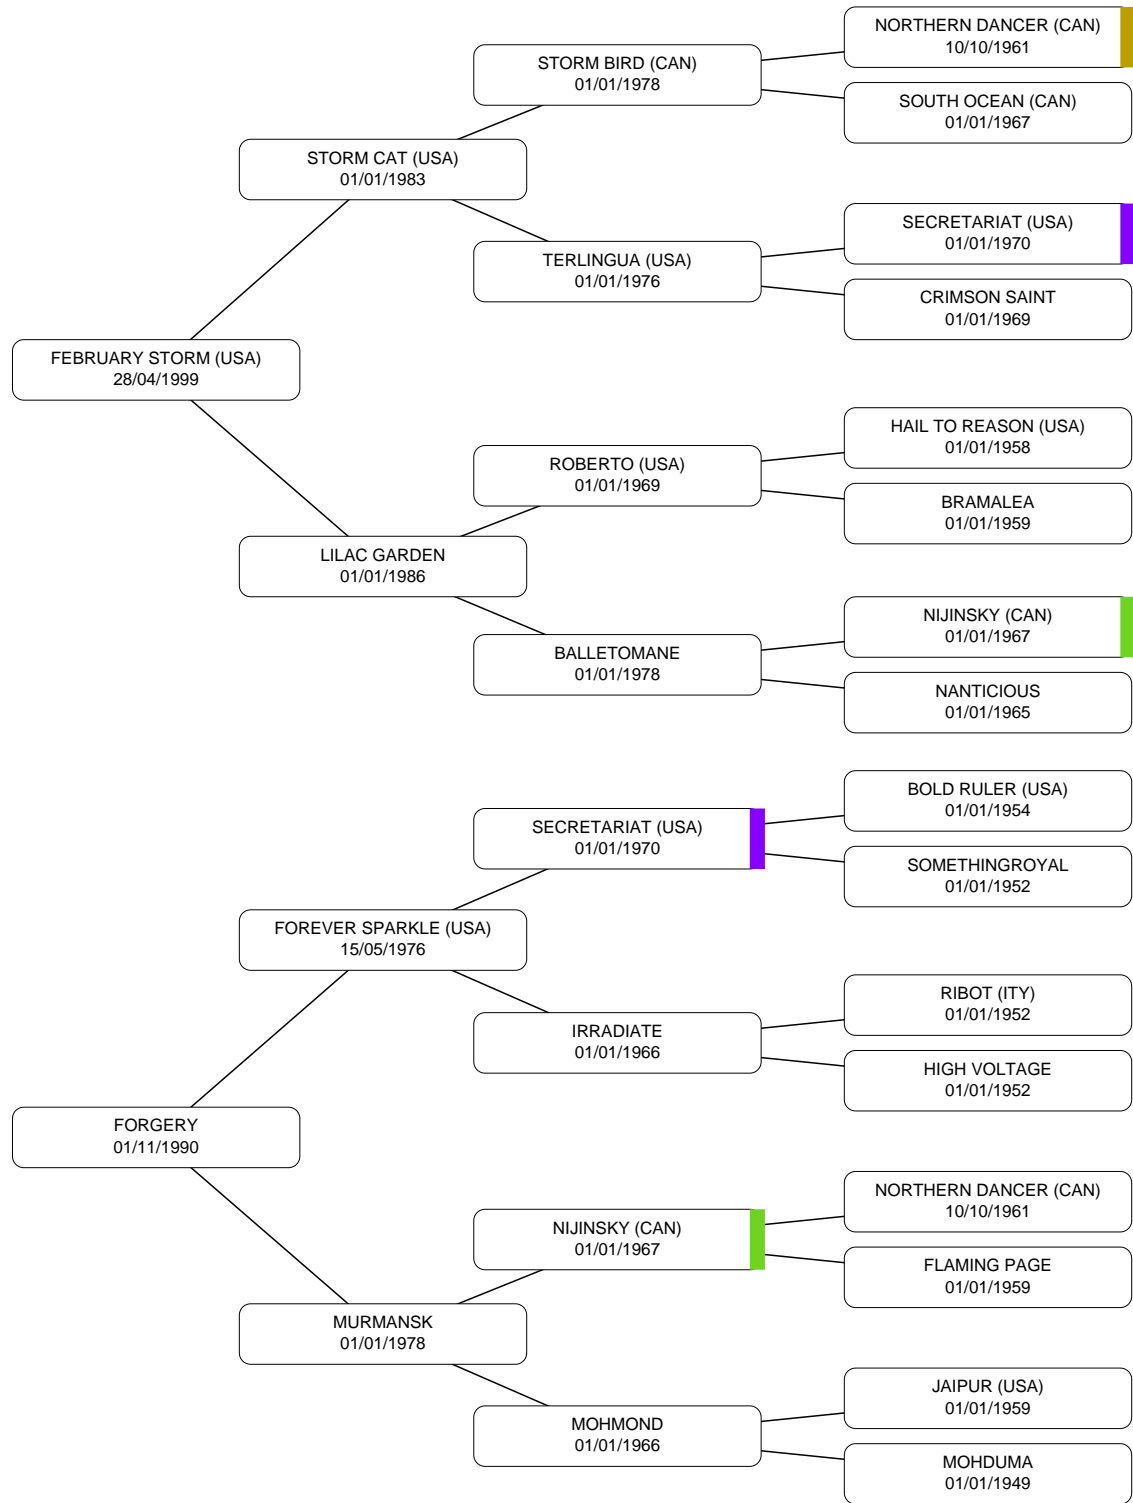 NORTHERN DANCER (CAN)
10/10/1961
STORM BIRD (CAN)
01/01/1978
SOUTH OCEAN (CAN)
01/01/1967
STORM CAT (USA)
01/01/1983
SECRETARIAT (USA)
01/01/1970
TERLINGUA (USA)
01/01/1976
CRIMSON SAINT
01/01/1969
FEBRUARY STORM (USA)
28/04/1999
HAIL TO REASON (USA)
01/01/1958
ROBERTO (USA)
01/01/1969
BRAMALEA
01/01/1959
LILAC GARDEN
01/01/1986
NIJINSKY (CAN)
01/01/1967
BALLETOMANE
01/01/1978
NANTICIOUS
01/01/1965
BOLD RULER (USA)
01/01/1954
SECRETARIAT (USA)
01/01/1970
SOMETHINGROYAL
01/01/1952
FOREVER SPARKLE (USA)
15/05/1976
RIBOT (ITY)
01/01/1952
IRRADIATE
01/01/1966
HIGH VOLTAGE
01/01/1952
FORGERY
01/11/1990
NORTHERN DANCER (CAN)
10/10/1961
NIJINSKY (CAN)
01/01/1967
FLAMING PAGE
01/01/1959
MURMANSK
01/01/1978
JAIPUR (USA)
01/01/1959
MOHMOND
01/01/1966
MOHDUMA
01/01/1949